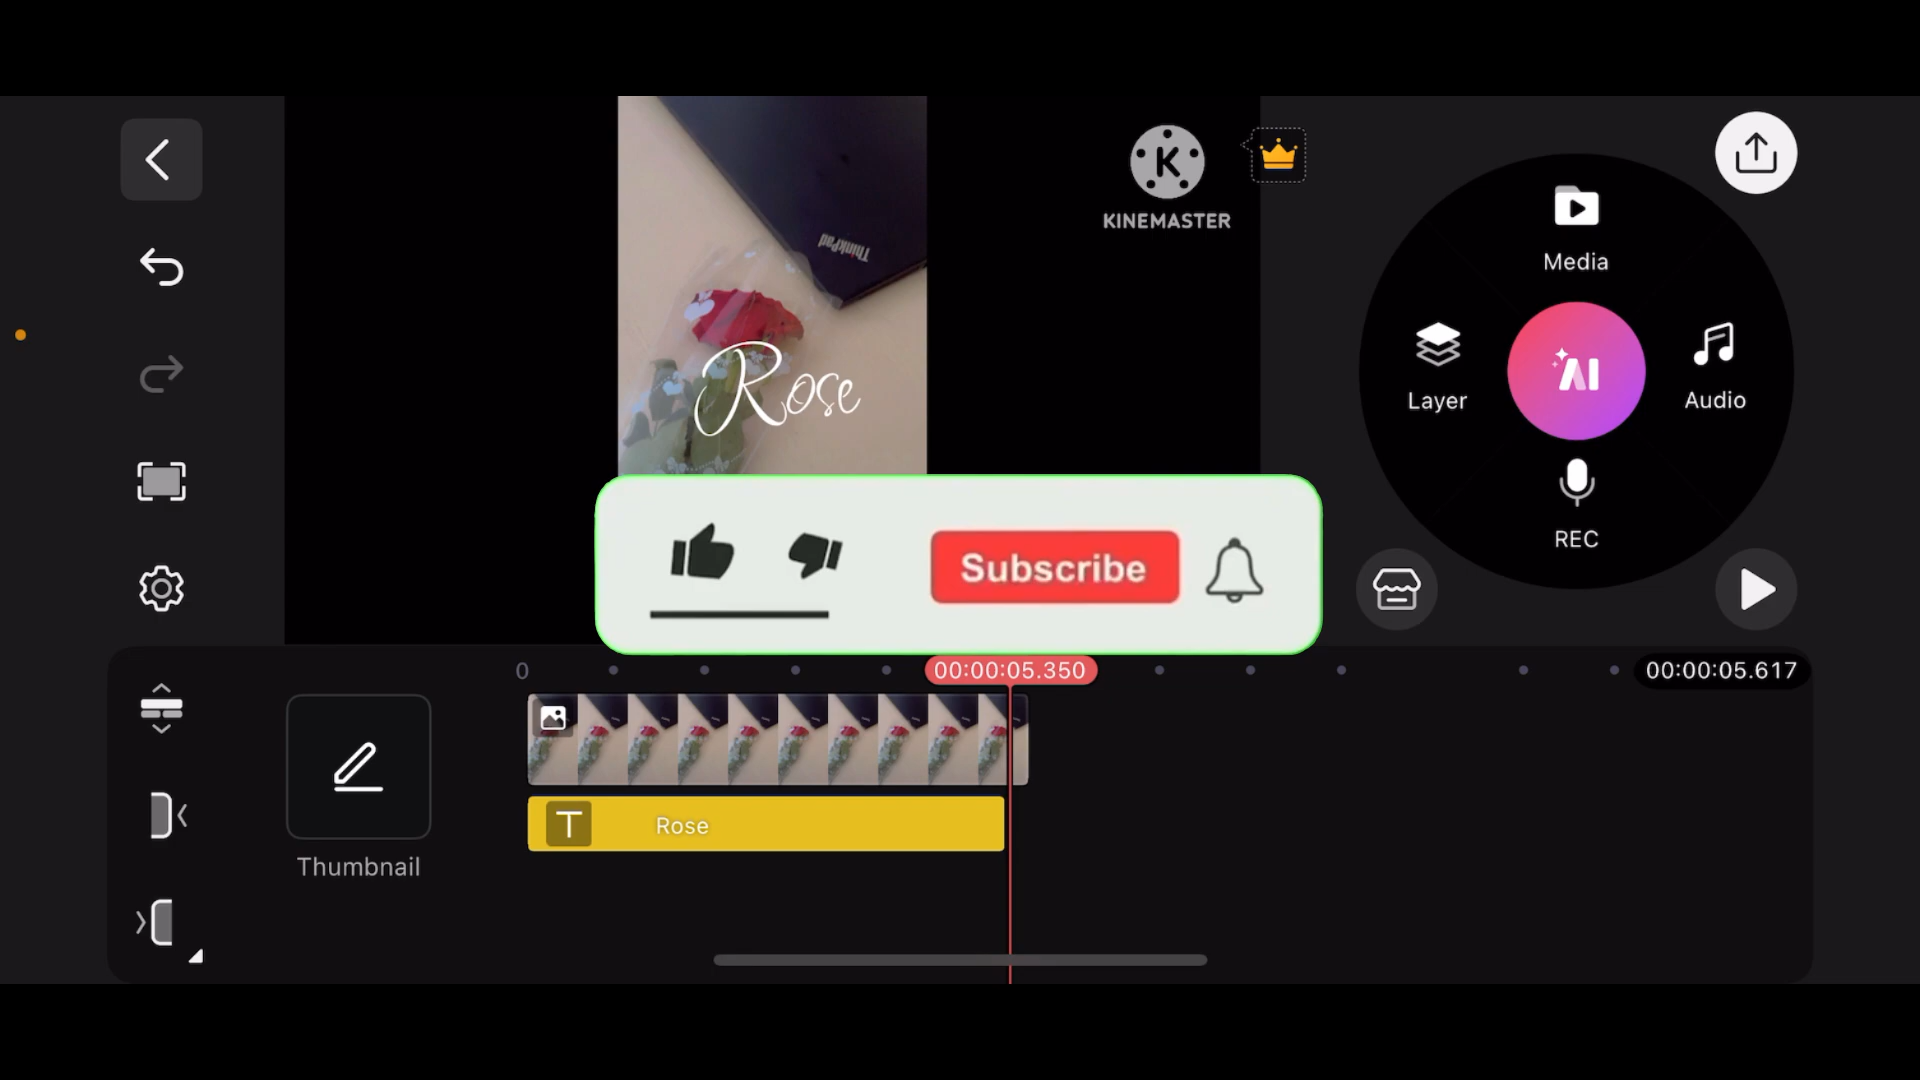 ThinkPad
KINEMASTER
Rose
Media
Layer
AI
Audio
REC
Subscribe
0
00:00:05.350
00:00:05.617
T
Rose
Thumbnail